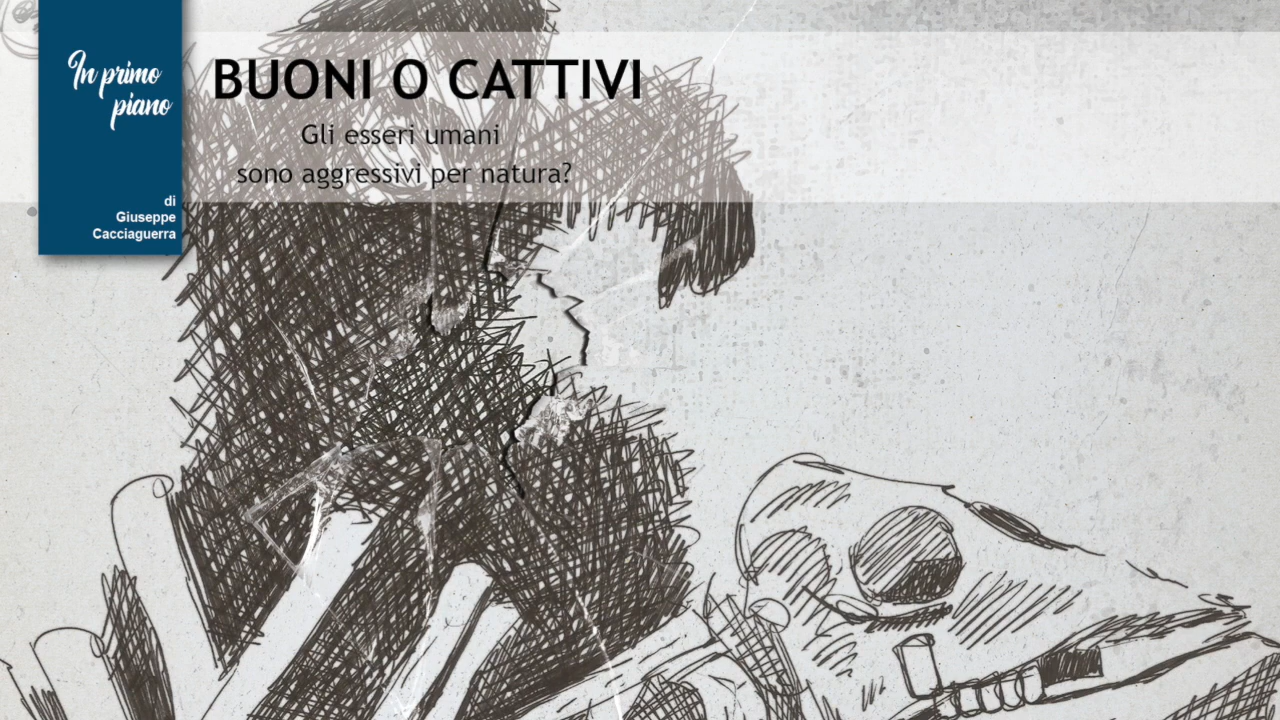 In primo
piano
di
Giuseppe
Cacciaguerra
BUONI O CATTIVI
Gli esseri umani
sono aggressivi per natura?